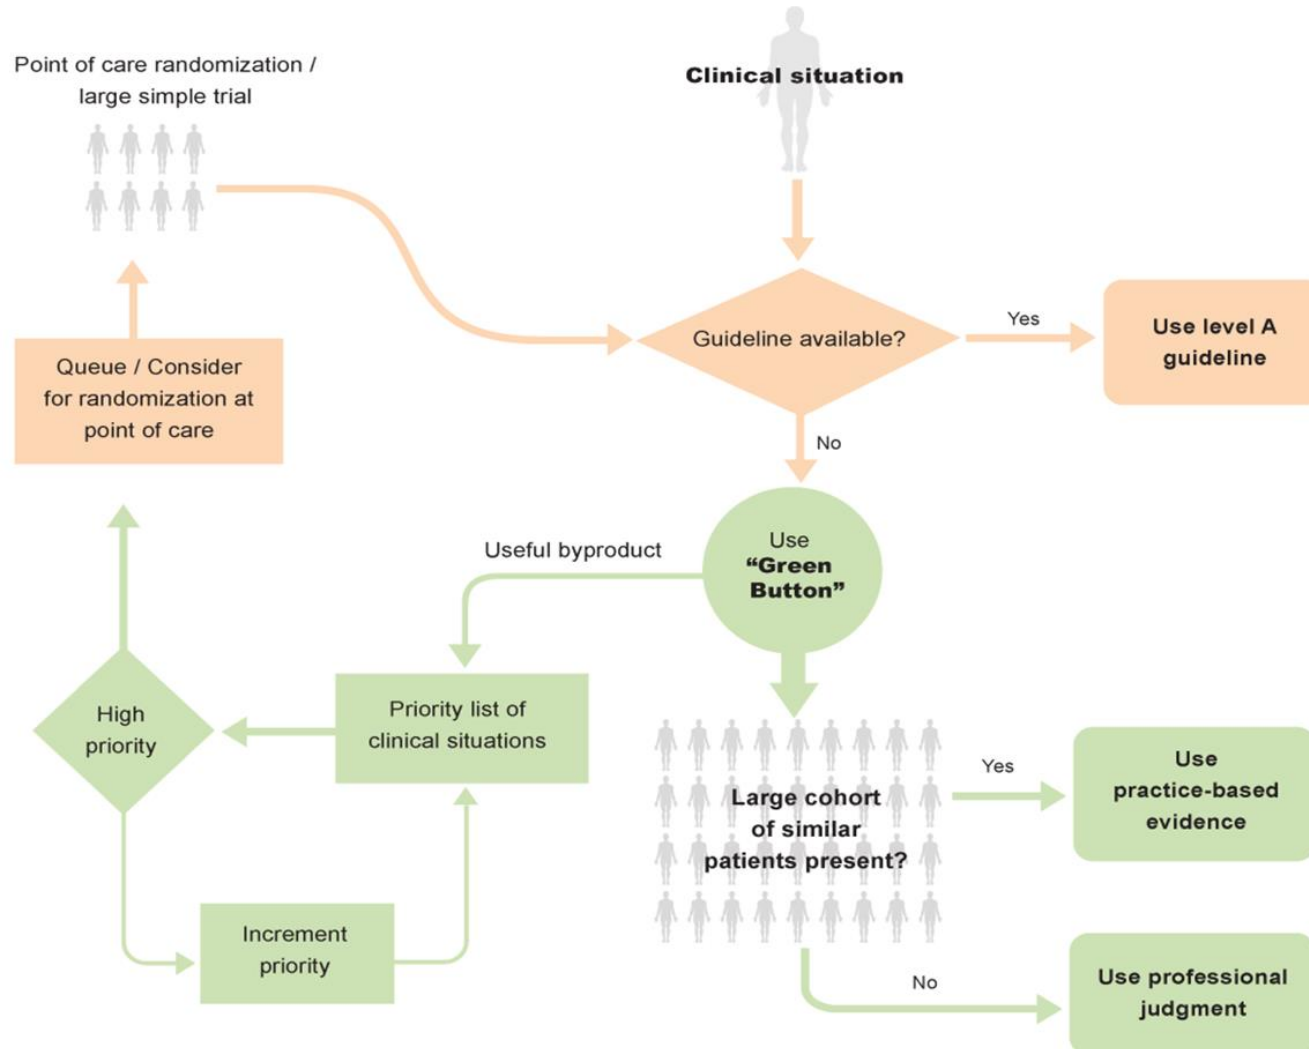 Point of care randomization /
large simple trial
Clinical situation
Guideline available?
Yes
Use level A
guideline
Queue / Consider
for randomization at
point of care
No
Use
“Green
Button”
Useful byproduct
High
priority
Priority list of
clinical situations
Large cohort
of similar
patients present?
Yes
Use
practice-based
evidence
Increment
priority
No
Use professional
judgment